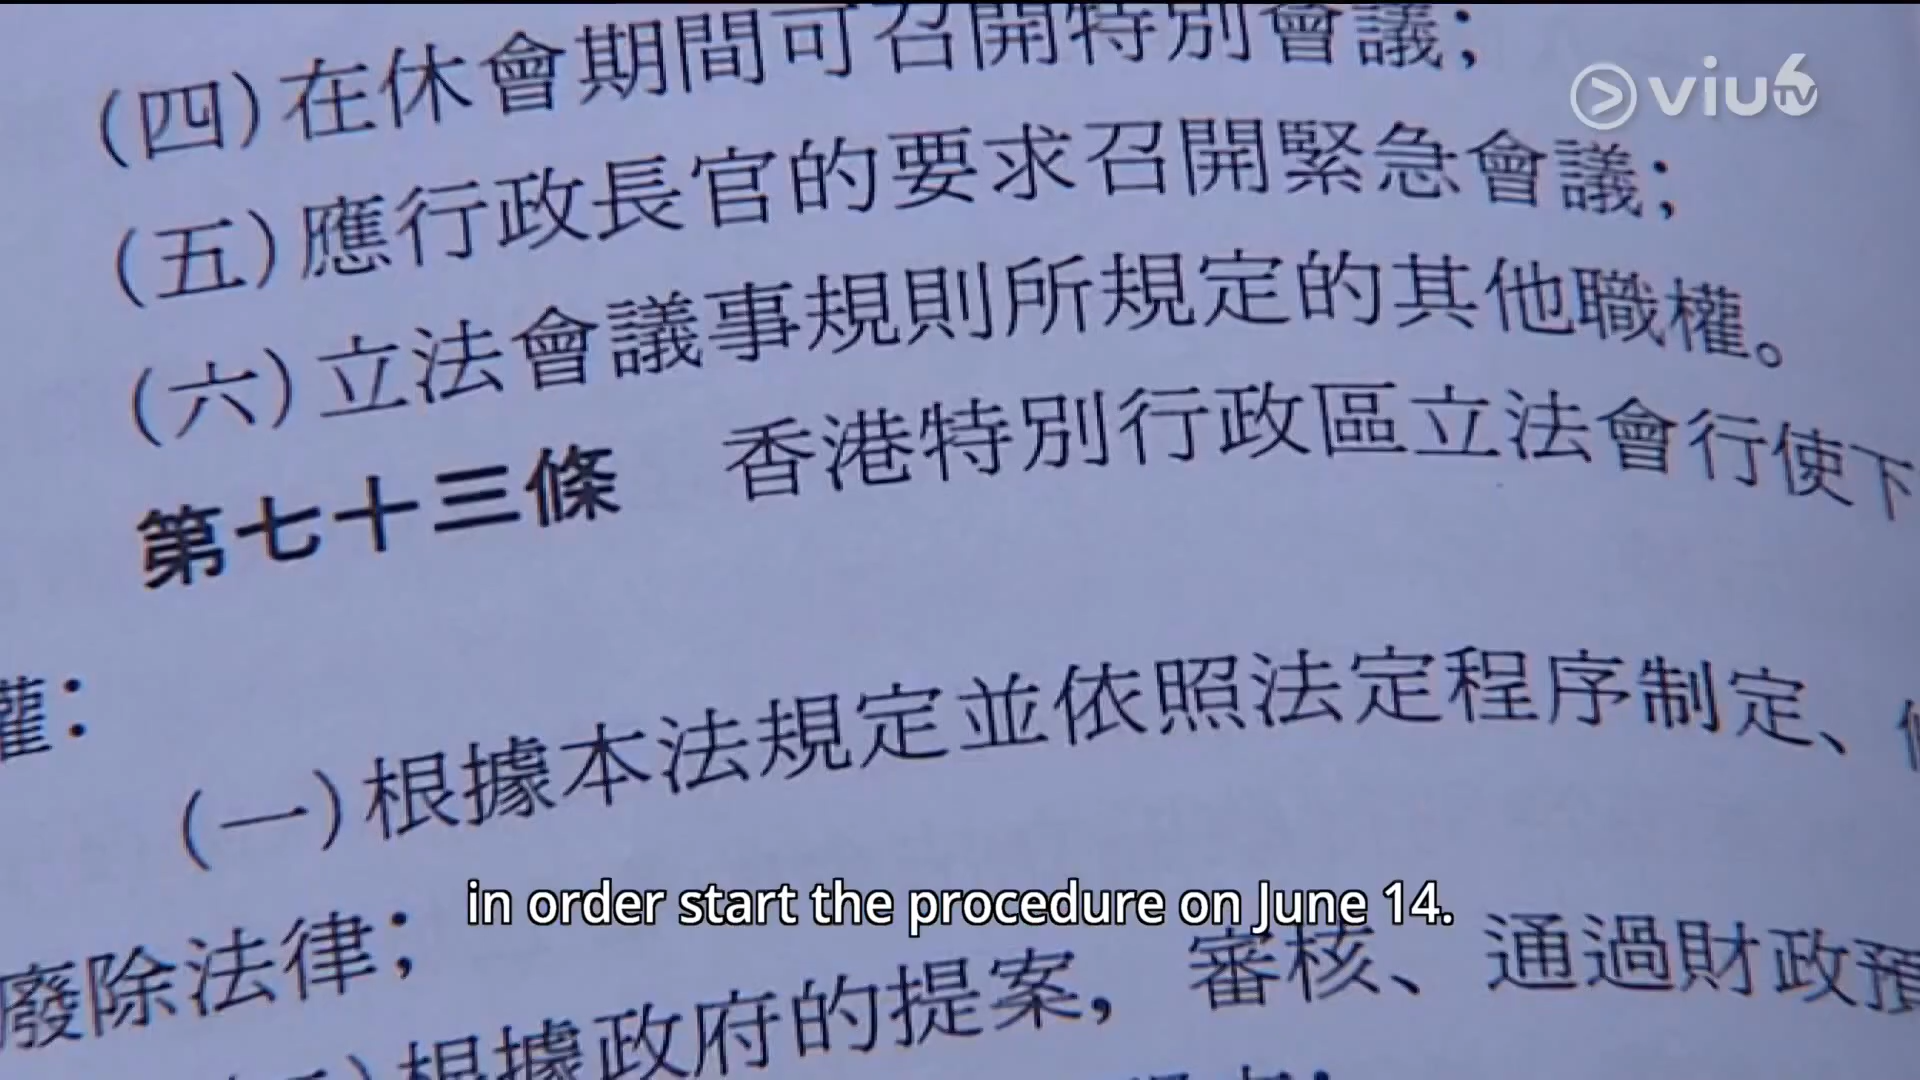 (四)在休會期間可召開特別會議;
viu6 TV
(五)應行政長官的要求召開緊急會議;
(六)立法會議事規則所規定的其他職權。
第七十三條 香港特別行政區立法會行使下
權:
(一)根據本法規定並依照法定程序制定、
in order start the procedure on June 14.
廢除法律;
根據政府的提案,審核、通過財政預